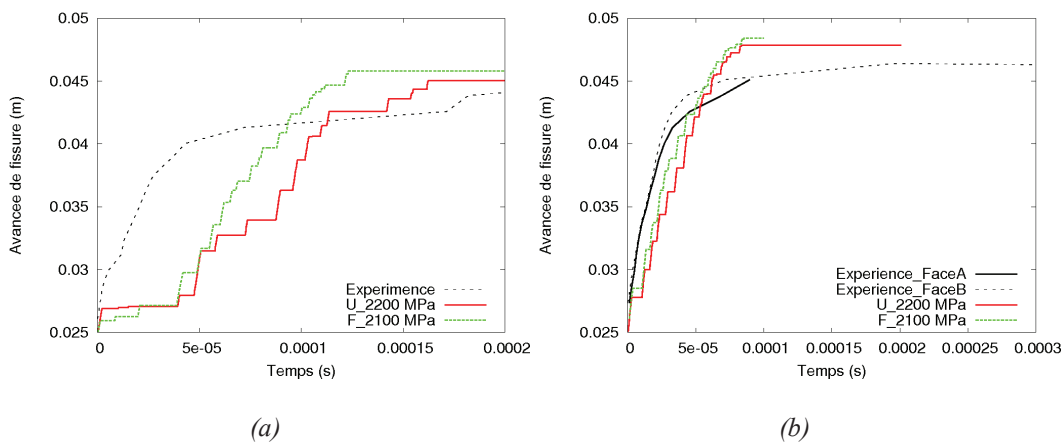 0.05
0.045
0.04
0.035
0.03
0.025
Avancee de fissure (m)
0
5e-05
0.0001
0.00015
0.0002
Temps (s)
Experimence
U_2200 MPa
F_2100 MPa
(a)
0.05
0.045
0.04
0.035
0.03
0.025
Avancee de fissure (m)
0
5e-05
0.0001
0.00015
0.0002
0.00025
0.0003
Temps (s)
Experience_FaceA
Experience_FaceB
U_2200 MPa
F_2100 MPa
(b)